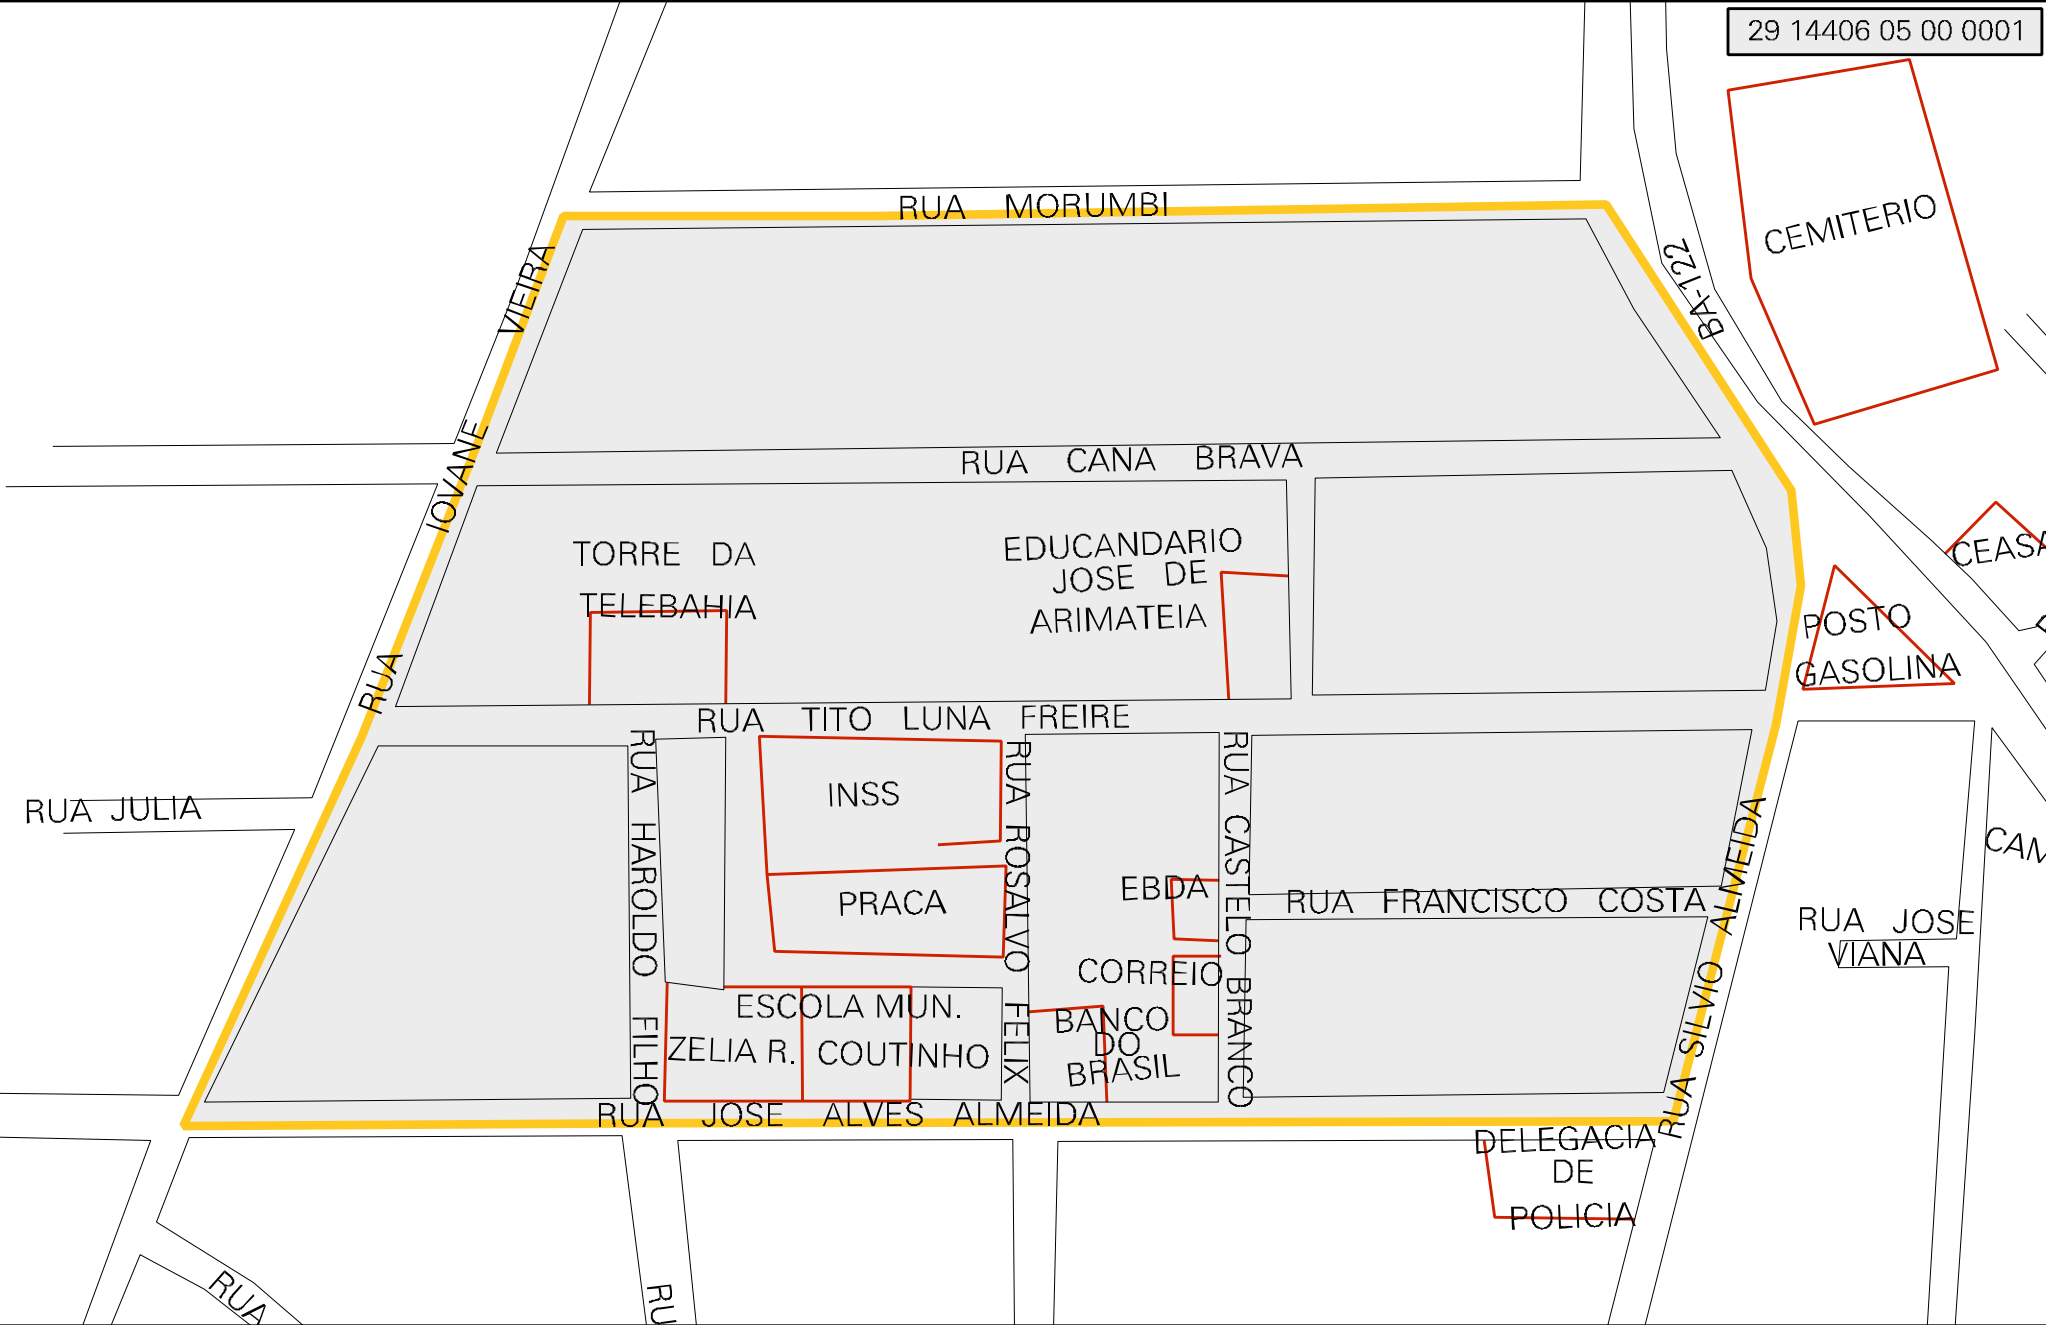 29 14406 05 00 0001
CEMITERIO
RUA MORUMBI
BA-122
RUA IOVANE VIEIRA
RUA CANA BRAVA
TORRE DA
TELEBAHIA
EDUCANDARIO
JOSE DE
ARIMATEIA
CEASA
POSTO
GASOLINA
RUA TITO LUNA FREIRE
RUA JULIA
RUA HAROLDO FILHO
INSS
PRACA
RUA ROSALVO FELIX
RUA CASTELO BRANCO
EBDA
RUA FRANCISCO COSTA
RUA SILVIO ALMEIDA
CAM
RUA JOSE
VIANA
CORREIO
ESCOLA MUN.
ZELIA R. COUTINHO
BANCO
DO
BRASIL
RUA JOSE ALVES ALMEIDA
DELEGACIA
DE
POLICIA
RUA
RU